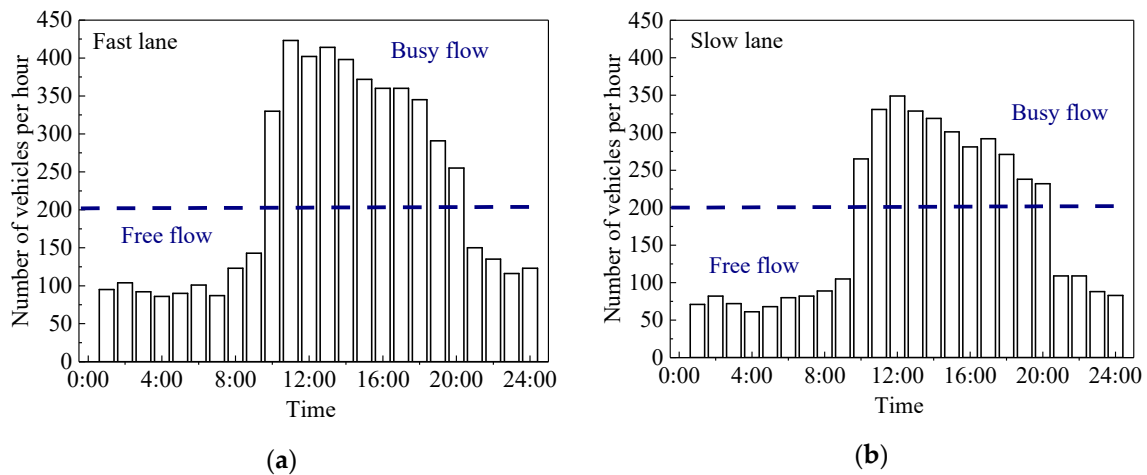 Fast lane
Busy flow
Free flow
Number of vehicles per hour
450
400
350
300
250
200
150
100
50
0
0:00 4:00 8:00 12:00 16:00 20:00 24:00
Time
(a)
Slow lane
Busy flow
Free flow
Number of vehicles per hour
450
400
350
300
250
200
150
100
50
0
0:00 4:00 8:00 12:00 16:00 20:00 24:00
Time
(b)